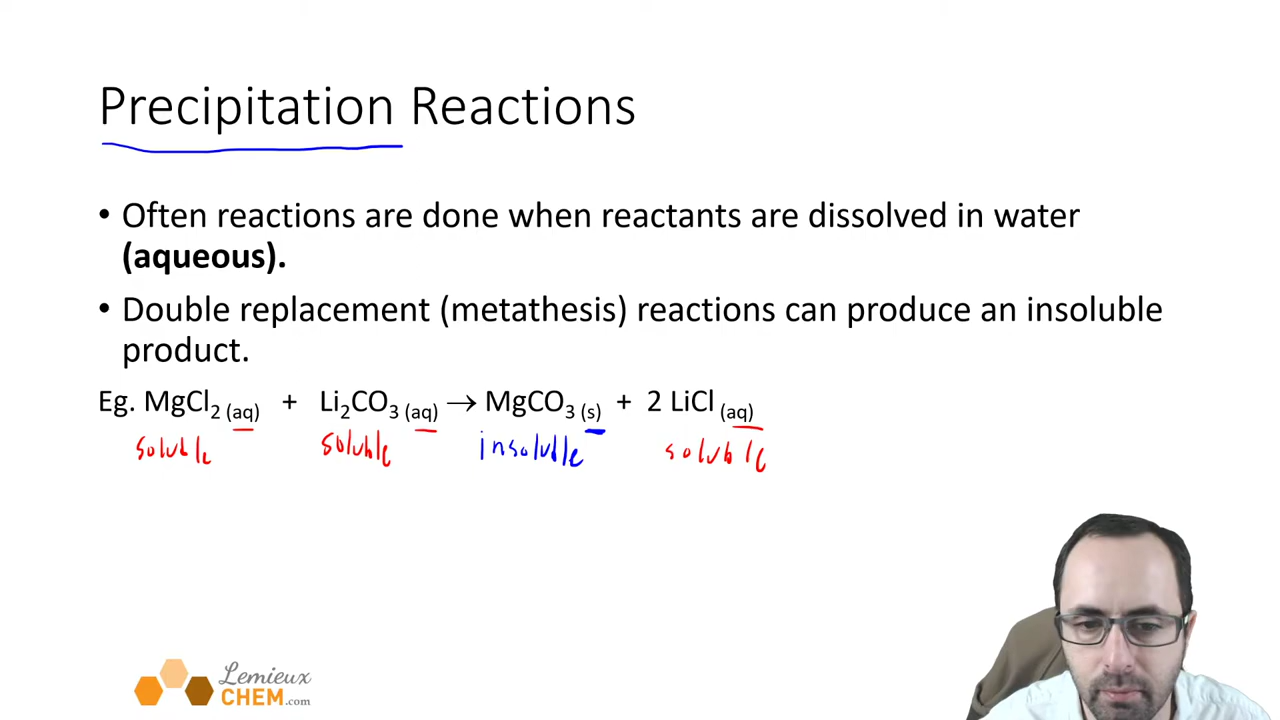 Precipitation Reactions
• Often reactions are done when reactants are dissolved in water
(aqueous).
• Double replacement (metathesis) reactions can produce an insoluble
product.
Eg. MgCl₂ (aq) + Li₂CO₃ (aq) → MgCO₃ (s) + 2 LiCl (aq)
soluble soluble insoluble soluble
Lemieux
CHEM.com